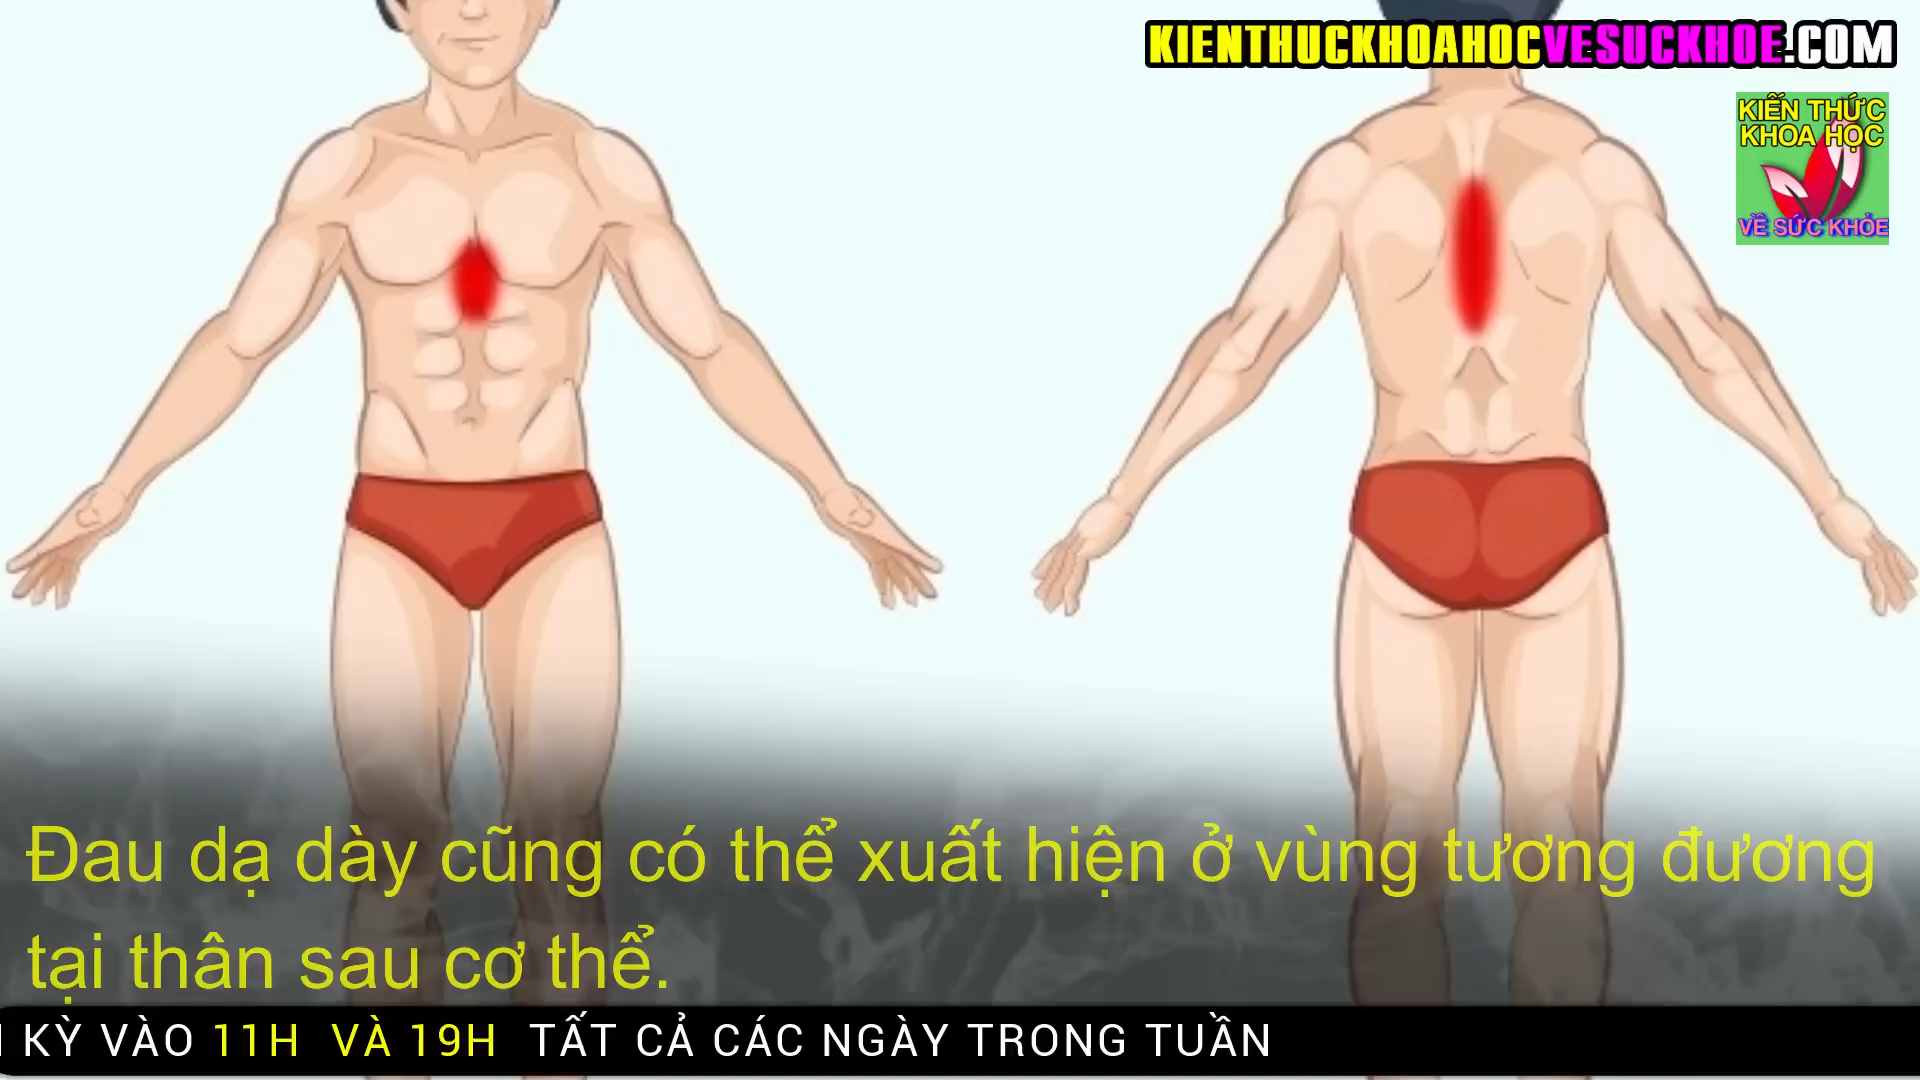 KIENTHUCKHOAHOCVESUCKHOE.COM
KIẾN THỨC
KHOA HỌC
VỀ SỨC KHỎE
Đau dạ dày cũng có thể xuất hiện ở vùng tương đương
tại thân sau cơ thể.
KỲ VÀO 11H VÀ 19H TẤT CẢ CÁC NGÀY TRONG TUẦN